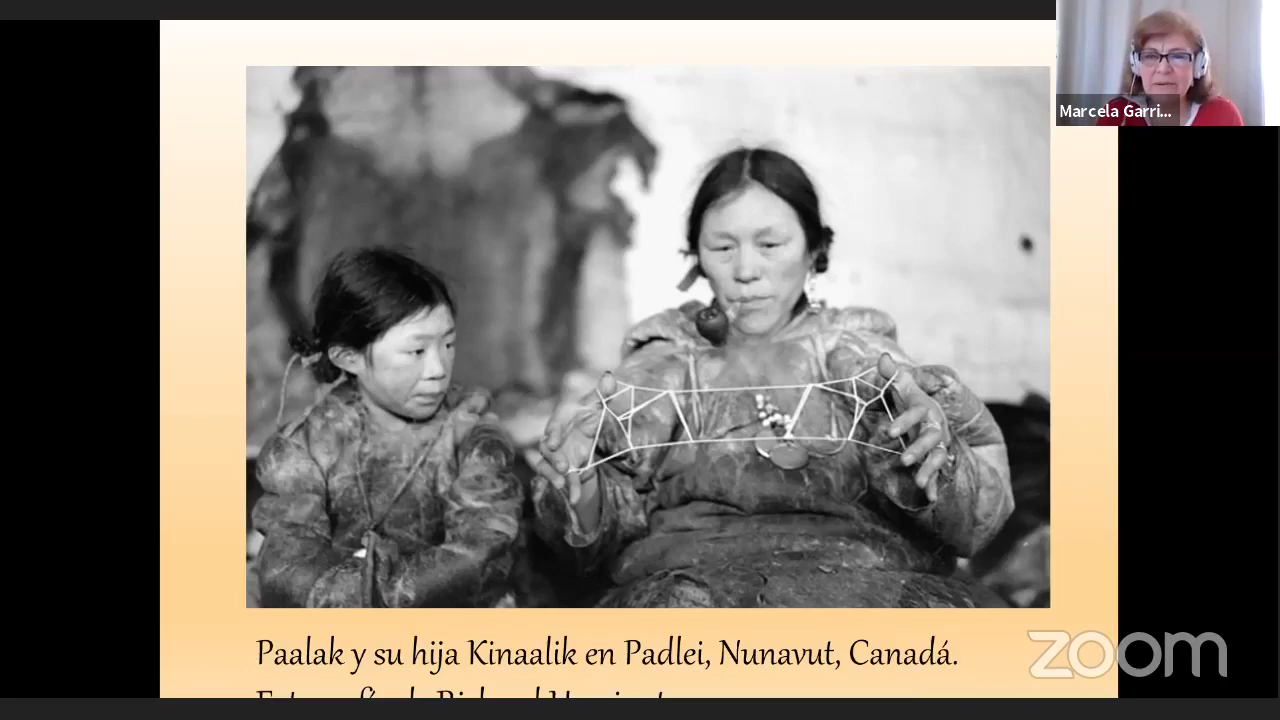 Marcela Garri...
Paalak y su hija Kinaalik en Padlei, Nunavut, Canadá.
zoom